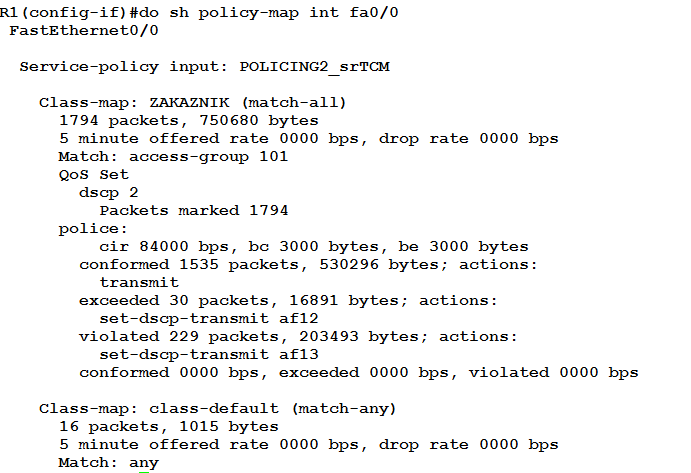 R1(config-if)#do sh policy-map int fa0/0
FastEthernet0/0
Service-policy input: POLICING2_srTCM
Class-map: ZAKAZNIK (match-all)
1794 packets, 750680 bytes
5 minute offered rate 0000 bps, drop rate 0000 bps
Match: access-group 101
QoS Set
dscp 2
Packets marked 1794
police:
cir 84000 bps, bc 3000 bytes, be 3000 bytes
conformed 1535 packets, 530296 bytes; actions:
transmit
exceeded 30 packets, 16891 bytes; actions:
set-dscp-transmit af12
violated 229 packets, 203493 bytes; actions:
set-dscp-transmit af13
conformed 0000 bps, exceeded 0000 bps, violated 0000 bps
Class-map: class-default (match-any)
16 packets, 1015 bytes
5 minute offered rate 0000 bps, drop rate 0000 bps
Match: any